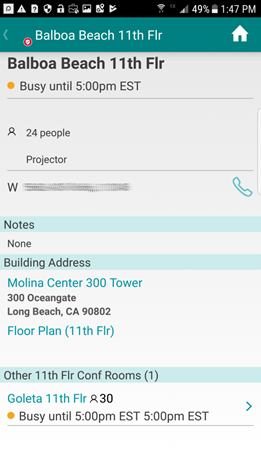 49% 1:47 PM
Balboa Beach 11th Flr
Balboa Beach 11th Flr
Busy until 5:00pm EST
24 people
Projector
W
Notes
None
Building Address
Molina Center 300 Tower
300 Oceangate
Long Beach, CA 90802
Floor Plan (11th Flr)
Other 11th Flr Conf Rooms (1)
Goleta 11th Flr 30
Busy until 5:00pm EST 5:00pm EST